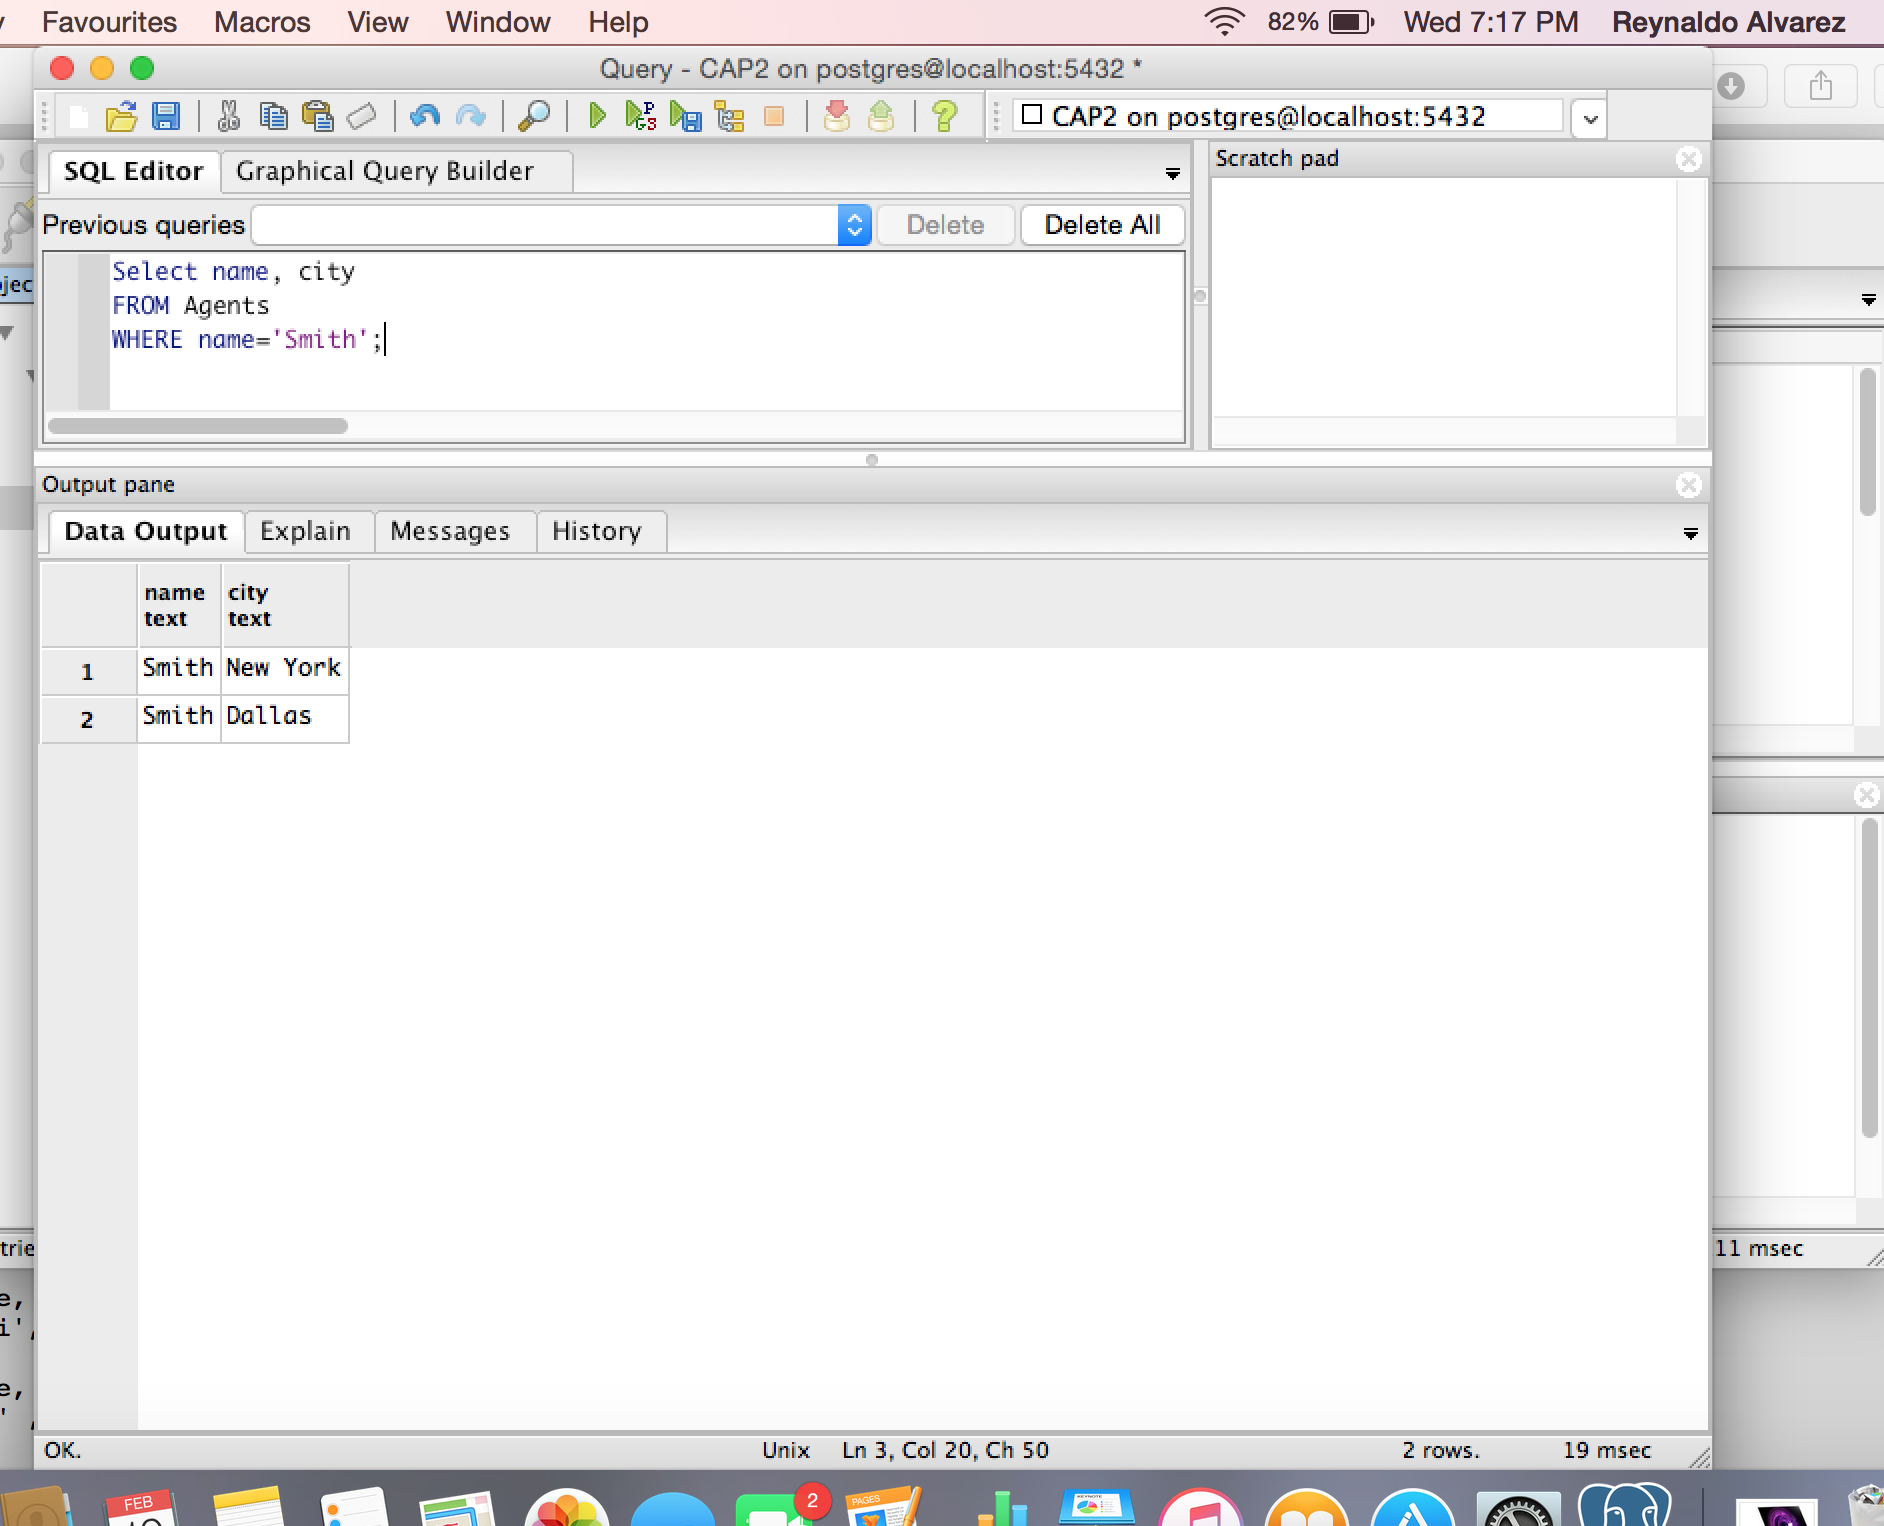 Favourites Macros View Window Help 82% Wed 7:17 PM Reynaldo Alvarez
Query - CAP2 on postgres@localhost:5432 *
CAP2 on postgres@localhost:5432
SQL Editor Graphical Query Builder
Scratch pad
Previous queries Delete Delete All
Select name, city
FROM Agents
WHERE name='Smith';
Output pane
Data Output Explain Messages History
name city
text text
1 Smith New York
2 Smith Dallas
11 msec
OK. Unix Ln 3, Col 20, Ch 50 2 rows. 19 msec
FEB
2
PAGES
KEYNOTE